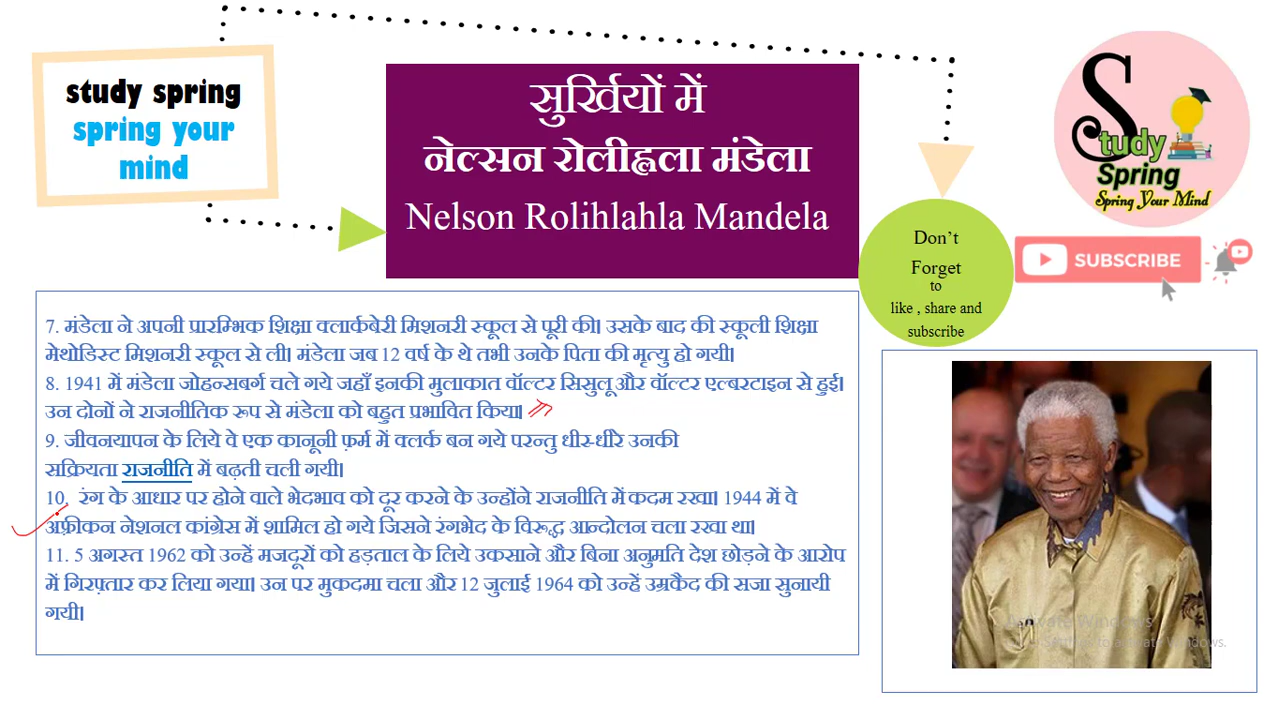 study spring
spring your
mind
सुर्खियों में
नेल्सन रोलीह्लला मंडेला
Nelson Rolihlahla Mandela
Study
Spring
Spring Your Mind
Don’t
Forget
to
like , share and
subscribe
SUBSCRIBE
7. मंडेला ने अपनी प्रारम्भिक शिक्षा क्लार्कबेरी मिशनरी स्कूल से पूरी की। उसके बाद की स्कूली शिक्षा
मेथोडिस्ट मिशनरी स्कूल से ली। मंडेला जब 12 वर्ष के थे तभी उनके पिता की मृत्यु हो गयी।
8. 1941 में मंडेला जोहन्सबर्ग चले गये जहाँ इनकी मुलाकात वॉल्टर सिसुलू और वॉल्टर एल्बरटाइन से हुई।
उन दोनों ने राजनीतिक रूप से मंडेला को बहुत प्रभावित किया।
9. जीवनयापन के लिये वे एक कानूनी फ़र्म में क्लर्क बन गये परन्तु धीर-धीरे उनकी
सक्रियता राजनीति में बढ़ती चली गयी।
10. रंग के आधार पर होने वाले भेदभाव को दूर करने के उन्होंने राजनीति में कदम रखा। 1944 में वे
अफ़्रीकन नेशनल कांग्रेस में शामिल हो गये जिसने रंगभेद के विरूद्ध आन्दोलन चला रखा था।
11. 5 अगस्त 1962 को उन्हें मजदूरों को हड़ताल के लिये उकसाने और बिना अनुमति देश छोड़ने के आरोप
में गिरफ़्तार कर लिया गया। उन पर मुकदमा चला और 12 जुलाई 1964 को उन्हें उम्रकैद की सजा सुनायी
गयी।
Activate Windows
Settings to activate Windows.